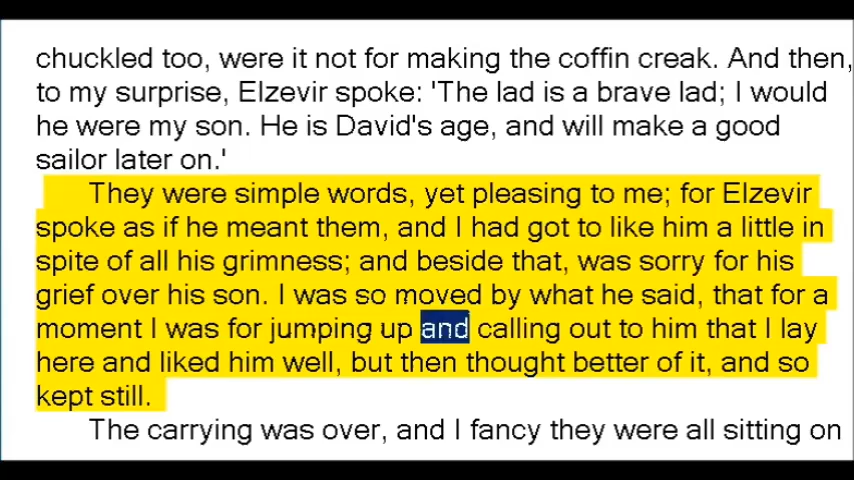 chuckled too, were it not for making the coffin creak. And then,
to my surprise, Elzevir spoke: 'The lad is a brave lad; I would
he were my son. He is David's age, and will make a good
sailor later on.'
They were simple words, yet pleasing to me; for Elzevir
spoke as if he meant them, and I had got to like him a little in
spite of all his grimness; and beside that, was sorry for his
grief over his son. I was so moved by what he said, that for a
moment I was for jumping up and calling out to him that I lay
here and liked him well, but then thought better of it, and so
kept still.
The carrying was over, and I fancy they were all sitting on